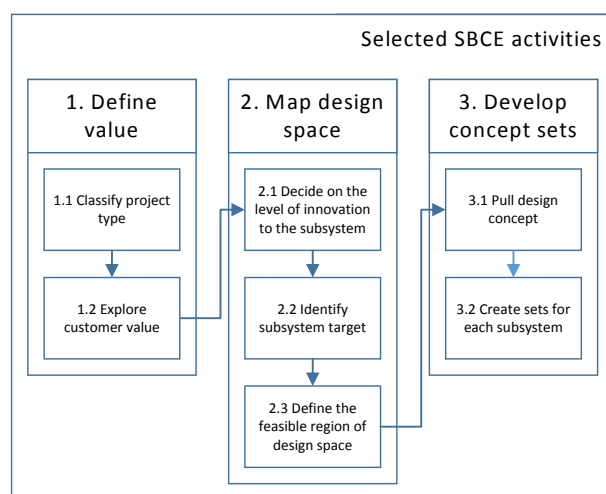 Selected SBCE activities
1. Define
value
1.1 Classify project
type
1.2 Explore
customer value
2. Map design
space
2.1 Decide on the
level of innovation
to the subsystem
2.2 Identify
subsystem target
2.3 Define the
feasible region of
design space
3. Develop
concept sets
3.1 Pull design
concept
3.2 Create sets for
each subsystem